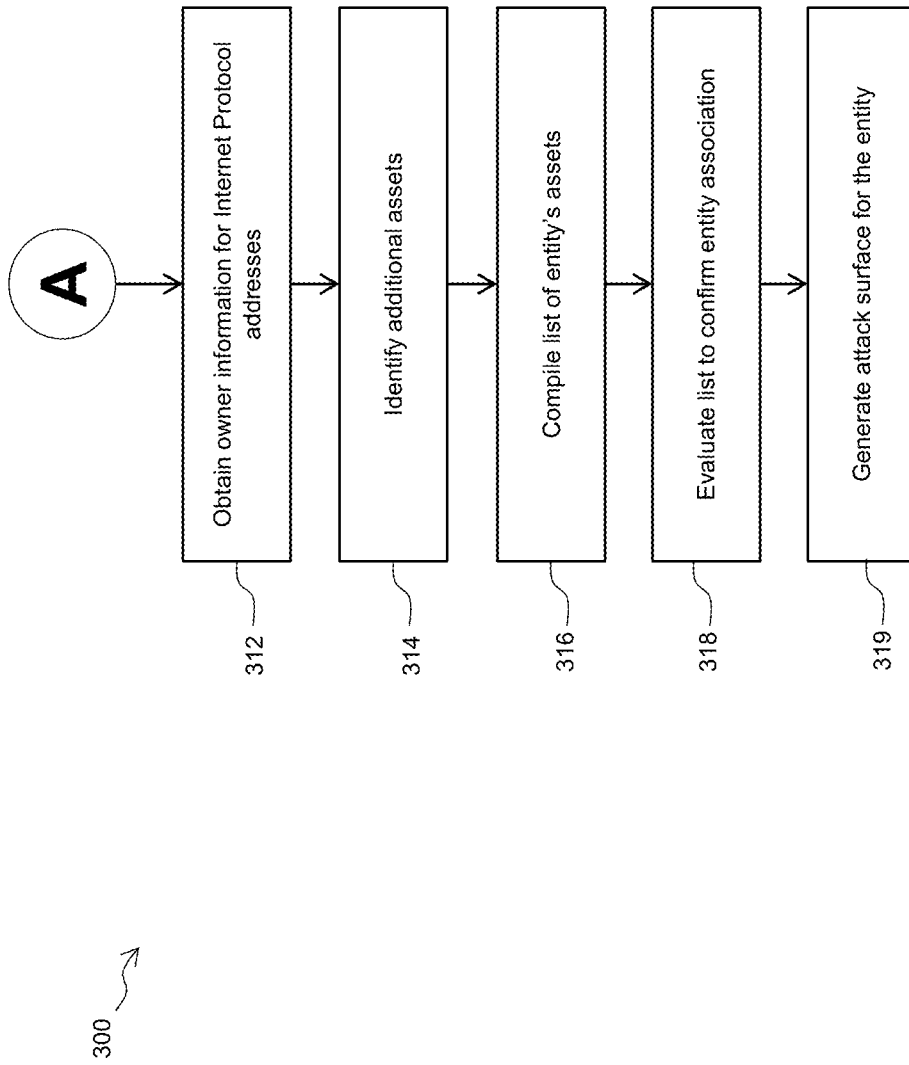 300
A
312
Obtain owner information for Internet Protocol
addresses
314
Identify additional assets
316
Compile list of entity's assets
318
Evaluate list to confirm entity association
319
Generate attack surface for the entity